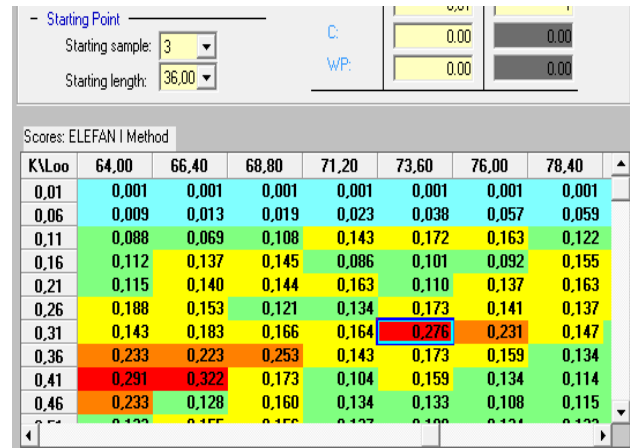 Starting Point
Starting sample: 3
Starting length: 36,00
C: 0.00 0.00
WP: 0.00 0.00
Scores: ELEFAN I Method
K\Loo 64,00 66,40 68,80 71,20 73,60 76,00 78,40
0,01 0,001 0,001 0,001 0,001 0,001 0,001 0,001
0,06 0,009 0,013 0,019 0,023 0,038 0,057 0,059
0,11 0,088 0,069 0,108 0,143 0,172 0,163 0,122
0,16 0,112 0,137 0,145 0,086 0,101 0,092 0,155
0,21 0,115 0,140 0,144 0,163 0,110 0,137 0,163
0,26 0,188 0,153 0,121 0,134 0,173 0,141 0,137
0,31 0,143 0,183 0,166 0,164 0,276 0,231 0,147
0,36 0,233 0,223 0,253 0,143 0,173 0,159 0,134
0,41 0,291 0,322 0,173 0,104 0,159 0,134 0,114
0,46 0,233 0,128 0,160 0,134 0,133 0,108 0,115